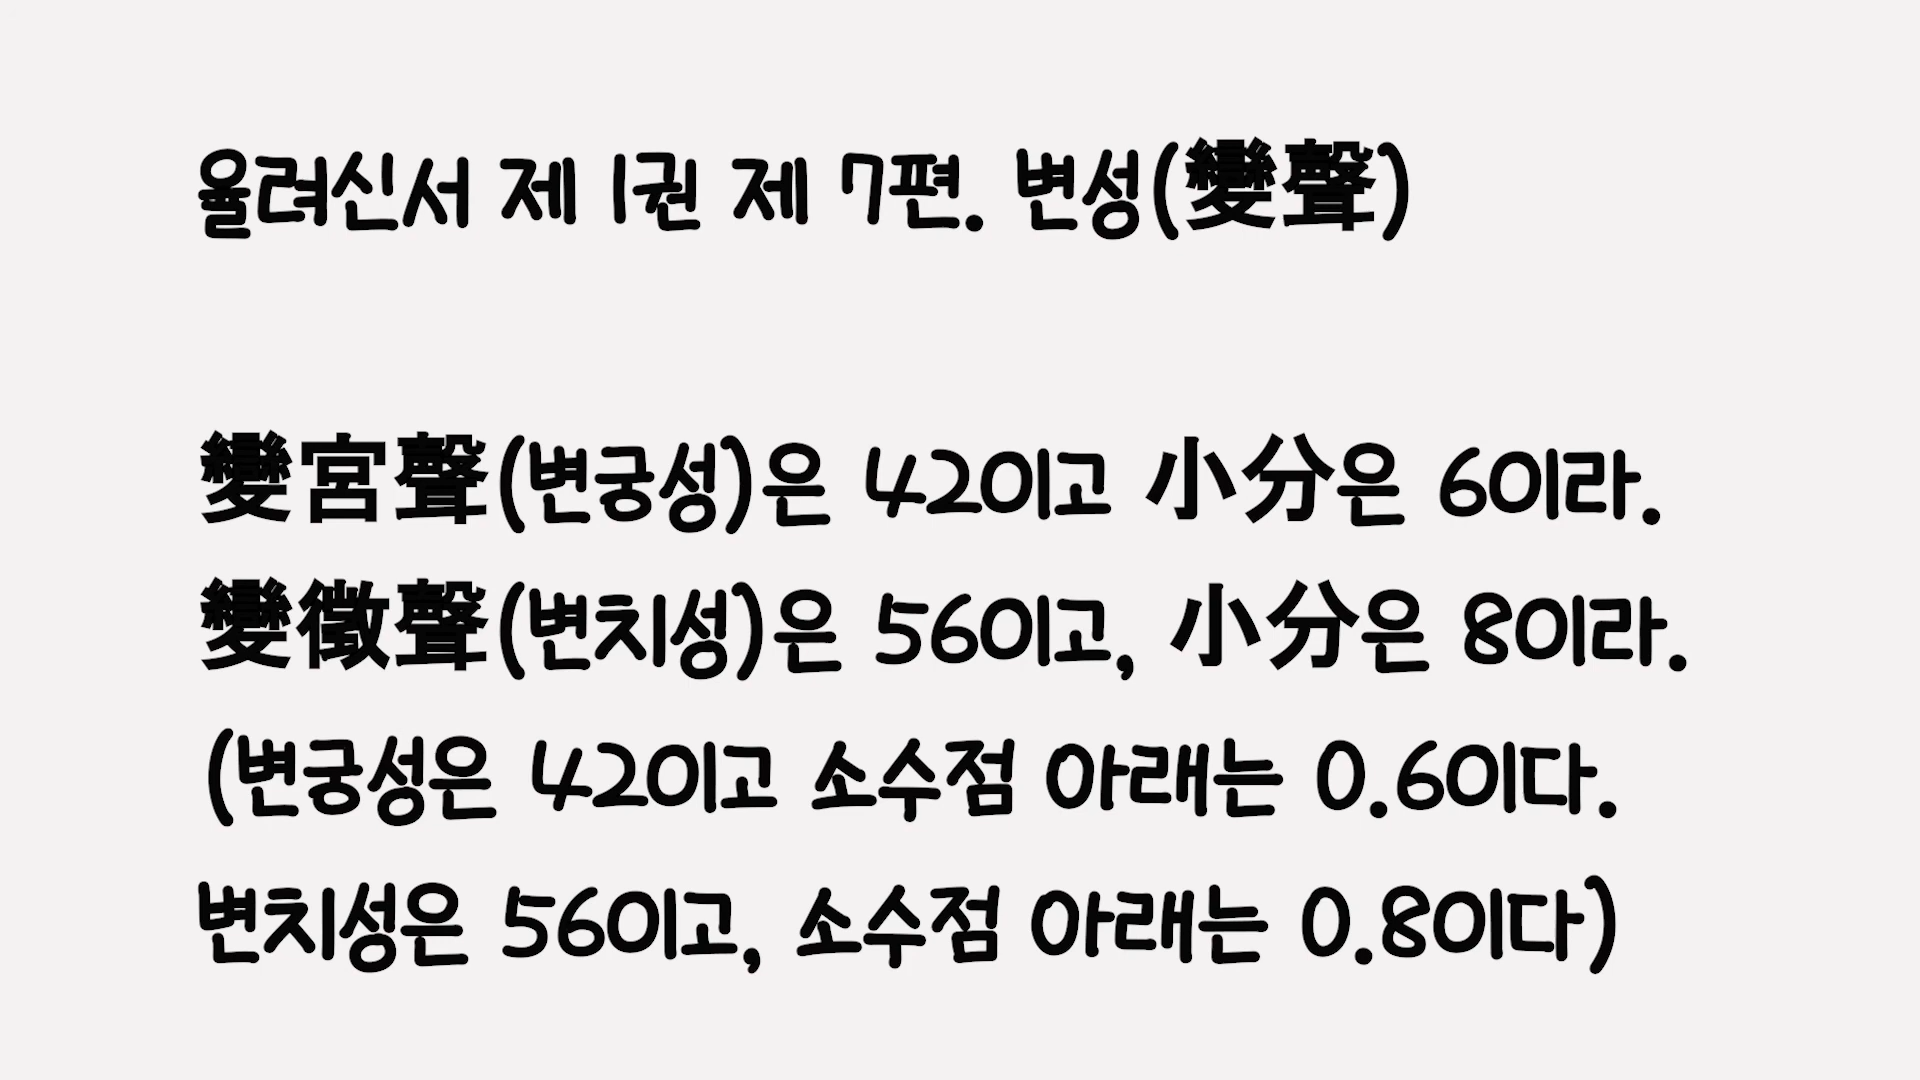 율려신서 제 1권 제 7편. 변성(變聲)
變宮聲(변궁성)은 42이고 小分은 6이라.
變徵聲(변치성)은 56이고, 小分은 8이라.
(변궁성은 42이고 소수점 아래는 0.6이다.
변치성은 56이고, 소수점 아래는 0.8이다)